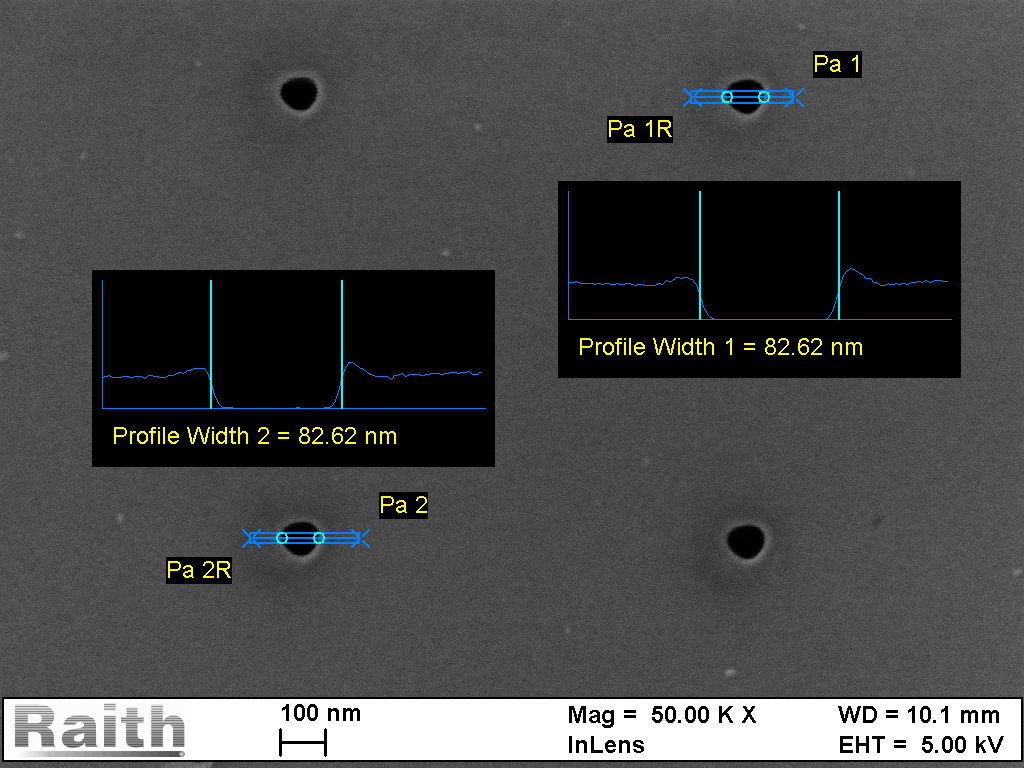 Pa 1
Pa 1R
Profile Width 1 = 82.62 nm
Profile Width 2 = 82.62 nm
Pa 2
Pa 2R
Raith
100 nm
Mag = 50.00 K X
WD = 10.1 mm
InLens
EHT = 5.00 kV